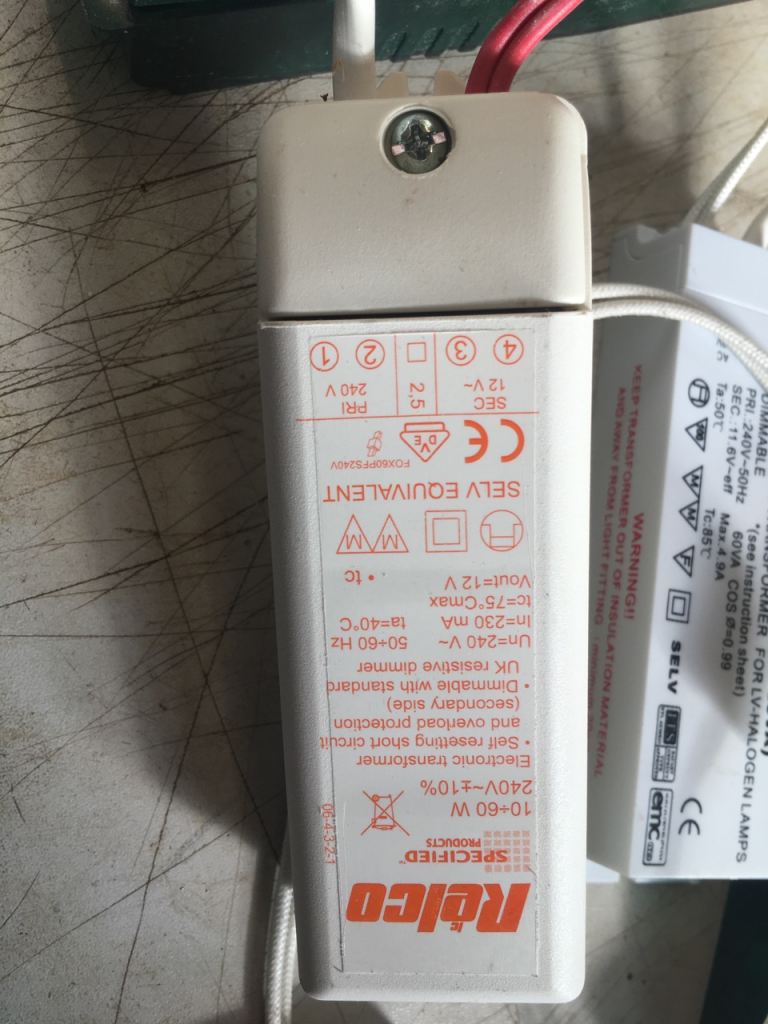 Relco
SPECIFIED™
PRODUCTS
10÷60 W
240V~±10%
06-4-3-2-1
Electronic transformer
• Self resetting short circuit
and overload protection
(secondary side)
• Dimmable with standard
UK resistive dimmer
Un=240 V~ 50÷60 Hz
In=230 mA ta=40°C
tc=75°Cmax
Vout=12 V • tc
M M
SELV EQUIVALENT
CE
VDE
FOX60PFS240V
SEC 2,5 PRI
12 V~ 240 V
4 3 2 1
TRANSFORMER FOR LV-HALOGEN LAMPS
DIMMABLE *(see instruction sheet)
PRI.:240V~50Hz 60VA COS Ø=0.99
SEC.:11.6V~eff Max.4.9A
Ta:50℃ Tc:85℃
M M F SELV
emc
CE
WARNING!!
KEEP TRANSFORMER OUT OF INSULATION MATERIAL
AND AWAY FROM LIGHT FITTING